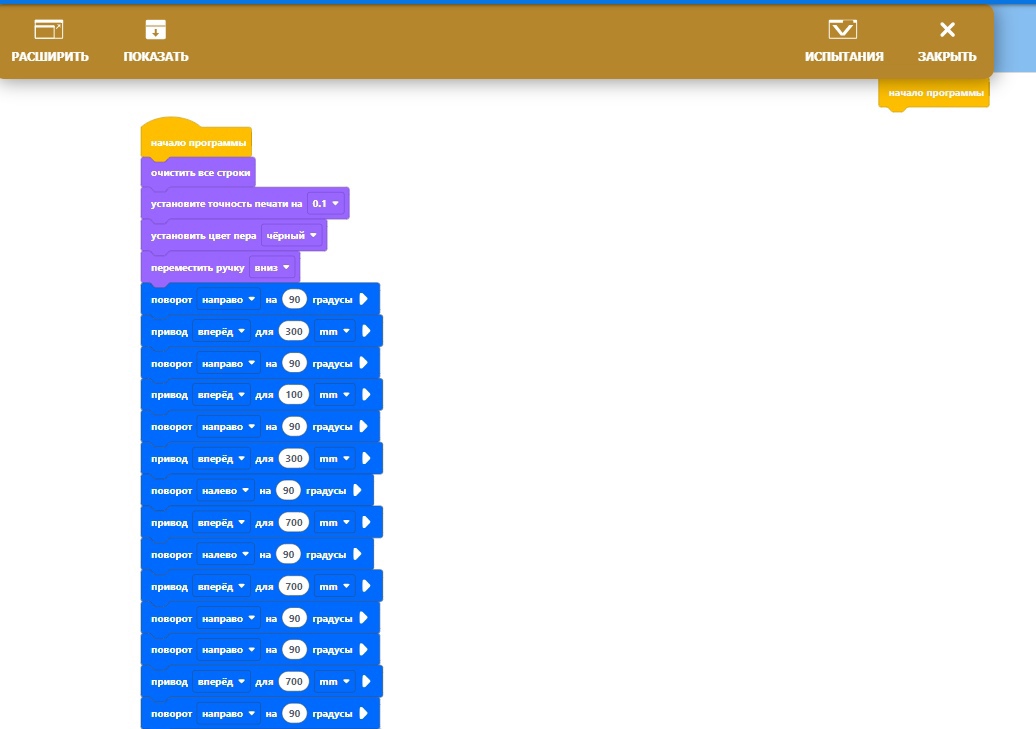 РАСШИРИТЬ ПОКАЗАТЬ ИСПЫТАНИЯ ЗАКРЫТЬ
начало программы
начало программы
очистить все строки
установите точность печати на 0.1
установить цвет пера чёрный
переместить ручку вниз
поворот направо на 90 градусы
привод вперёд для 300 mm
поворот направо на 90 градусы
привод вперёд для 100 mm
поворот направо на 90 градусы
привод вперёд для 300 mm
поворот налево на 90 градусы
привод вперёд для 700 mm
поворот налево на 90 градусы
привод вперёд для 700 mm
поворот направо на 90 градусы
поворот направо на 90 градусы
привод вперёд для 700 mm
поворот направо на 90 градусы